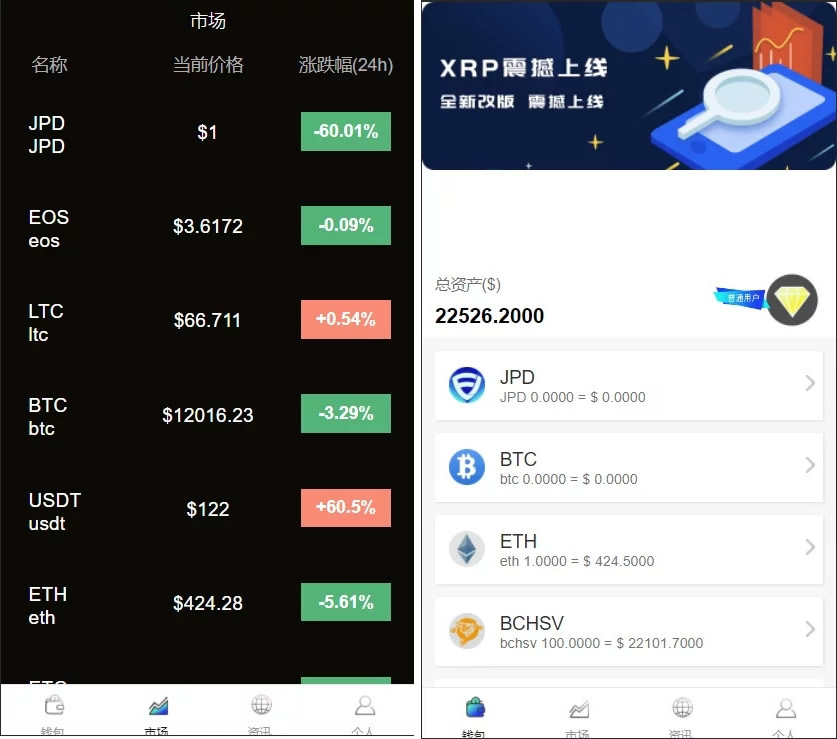 市场
名称 当前价格 涨跌幅(24h)
JPD
JPD
$1
-60.01%
EOS
eos
$3.6172
-0.09%
LTC
ltc
$66.711
+0.54%
BTC
btc
$12016.23
-3.29%
USDT
usdt
$122
+60.5%
ETH
eth
$424.28
-5.61%
ETC
钱包 市场 资讯 个人
XRP震撼上线
全新改版 震撼上线
总资产($)
22526.2000
普通用户
JPD
JPD 0.0000 = $ 0.0000
BTC
btc 0.0000 = $ 0.0000
ETH
eth 1.0000 = $ 424.5000
BCHSV
bchsv 100.0000 = $ 22101.7000
钱包 市场 资讯 个人